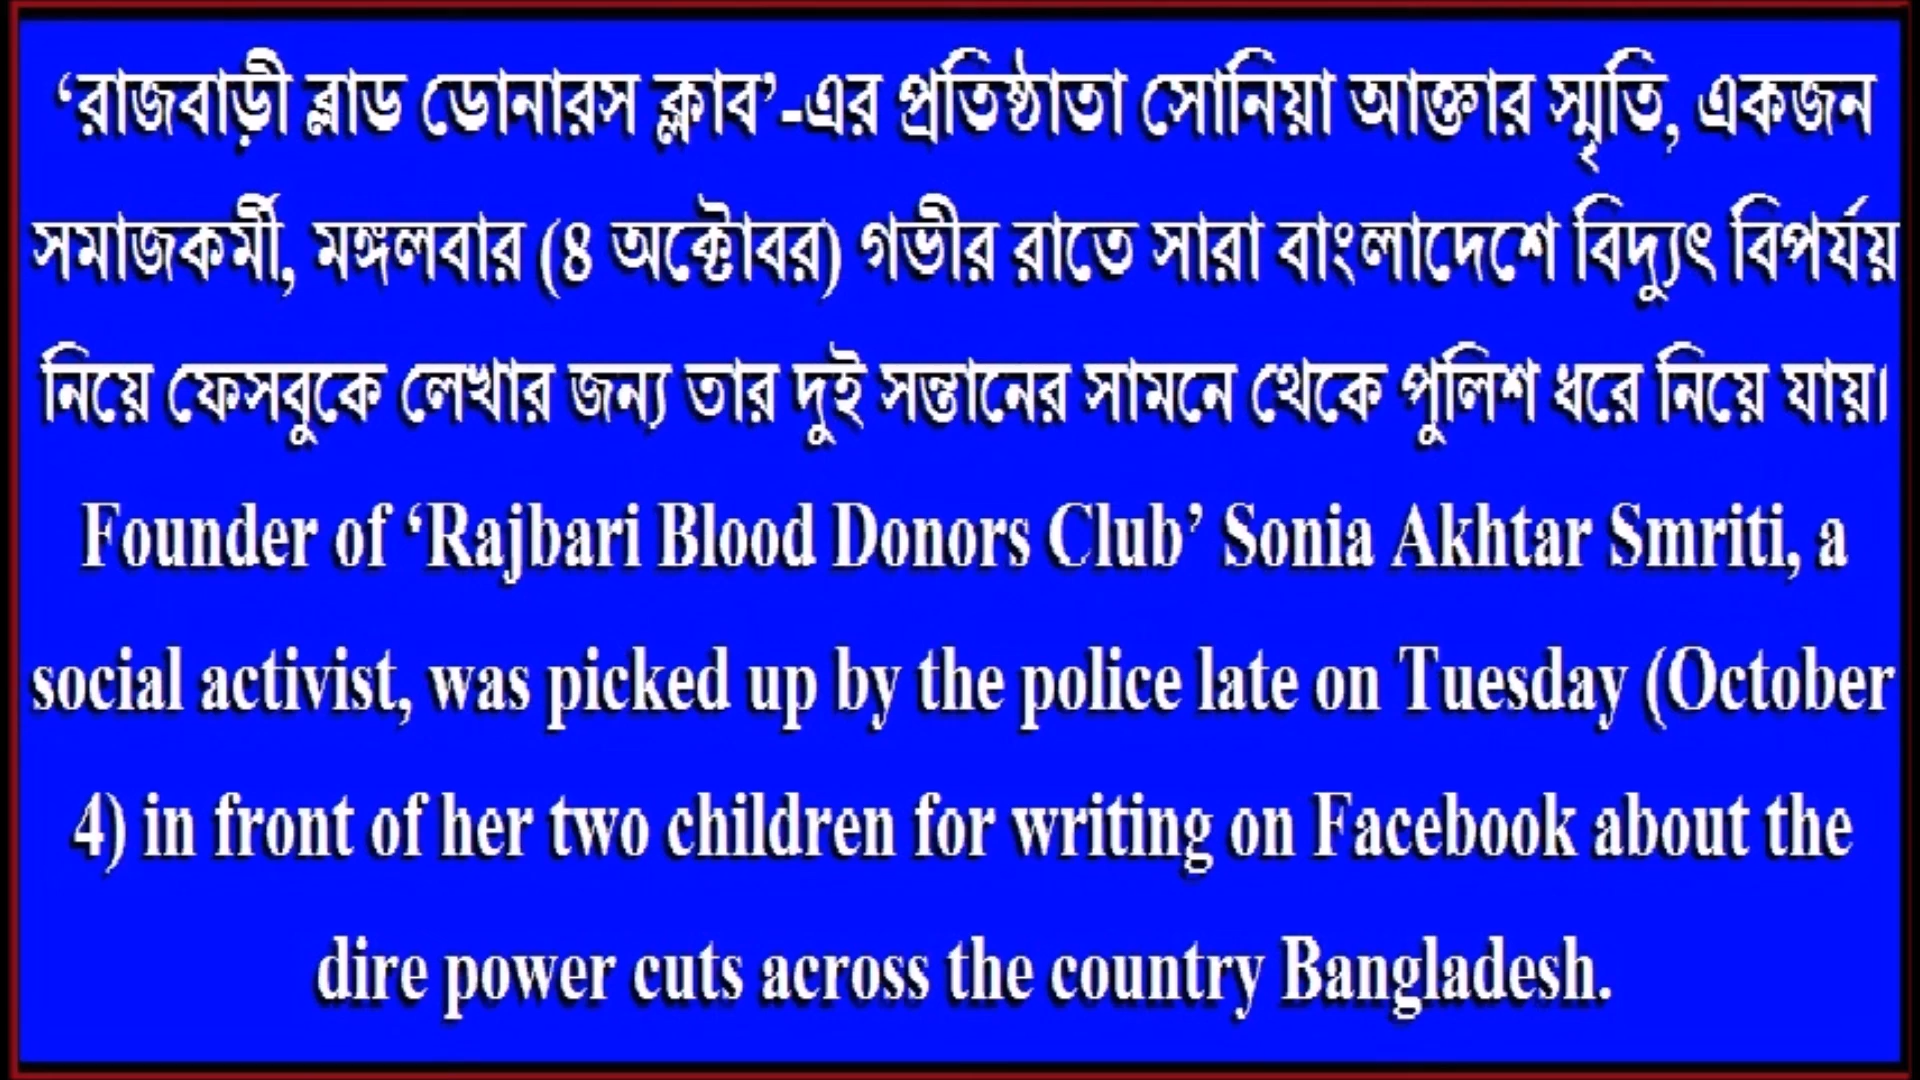 ‘রাজবাড়ী ব্লাড ডোনারস ক্লাব’-এর প্রতিষ্ঠাতা সোনিয়া আক্তার স্মৃতি, একজন
সমাজকর্মী, মঙ্গলবার (৪ অক্টোবর) গভীর রাতে সারা বাংলাদেশে বিদ্যুৎ বিপর্যয়
নিয়ে ফেসবুকে লেখার জন্য তার দুই সন্তানের সামনে থেকে পুলিশ ধরে নিয়ে যায়।
Founder of ‘Rajbari Blood Donors Club’ Sonia Akhtar Smriti, a
social activist, was picked up by the police late on Tuesday (October
4) in front of her two children for writing on Facebook about the
dire power cuts across the country Bangladesh.